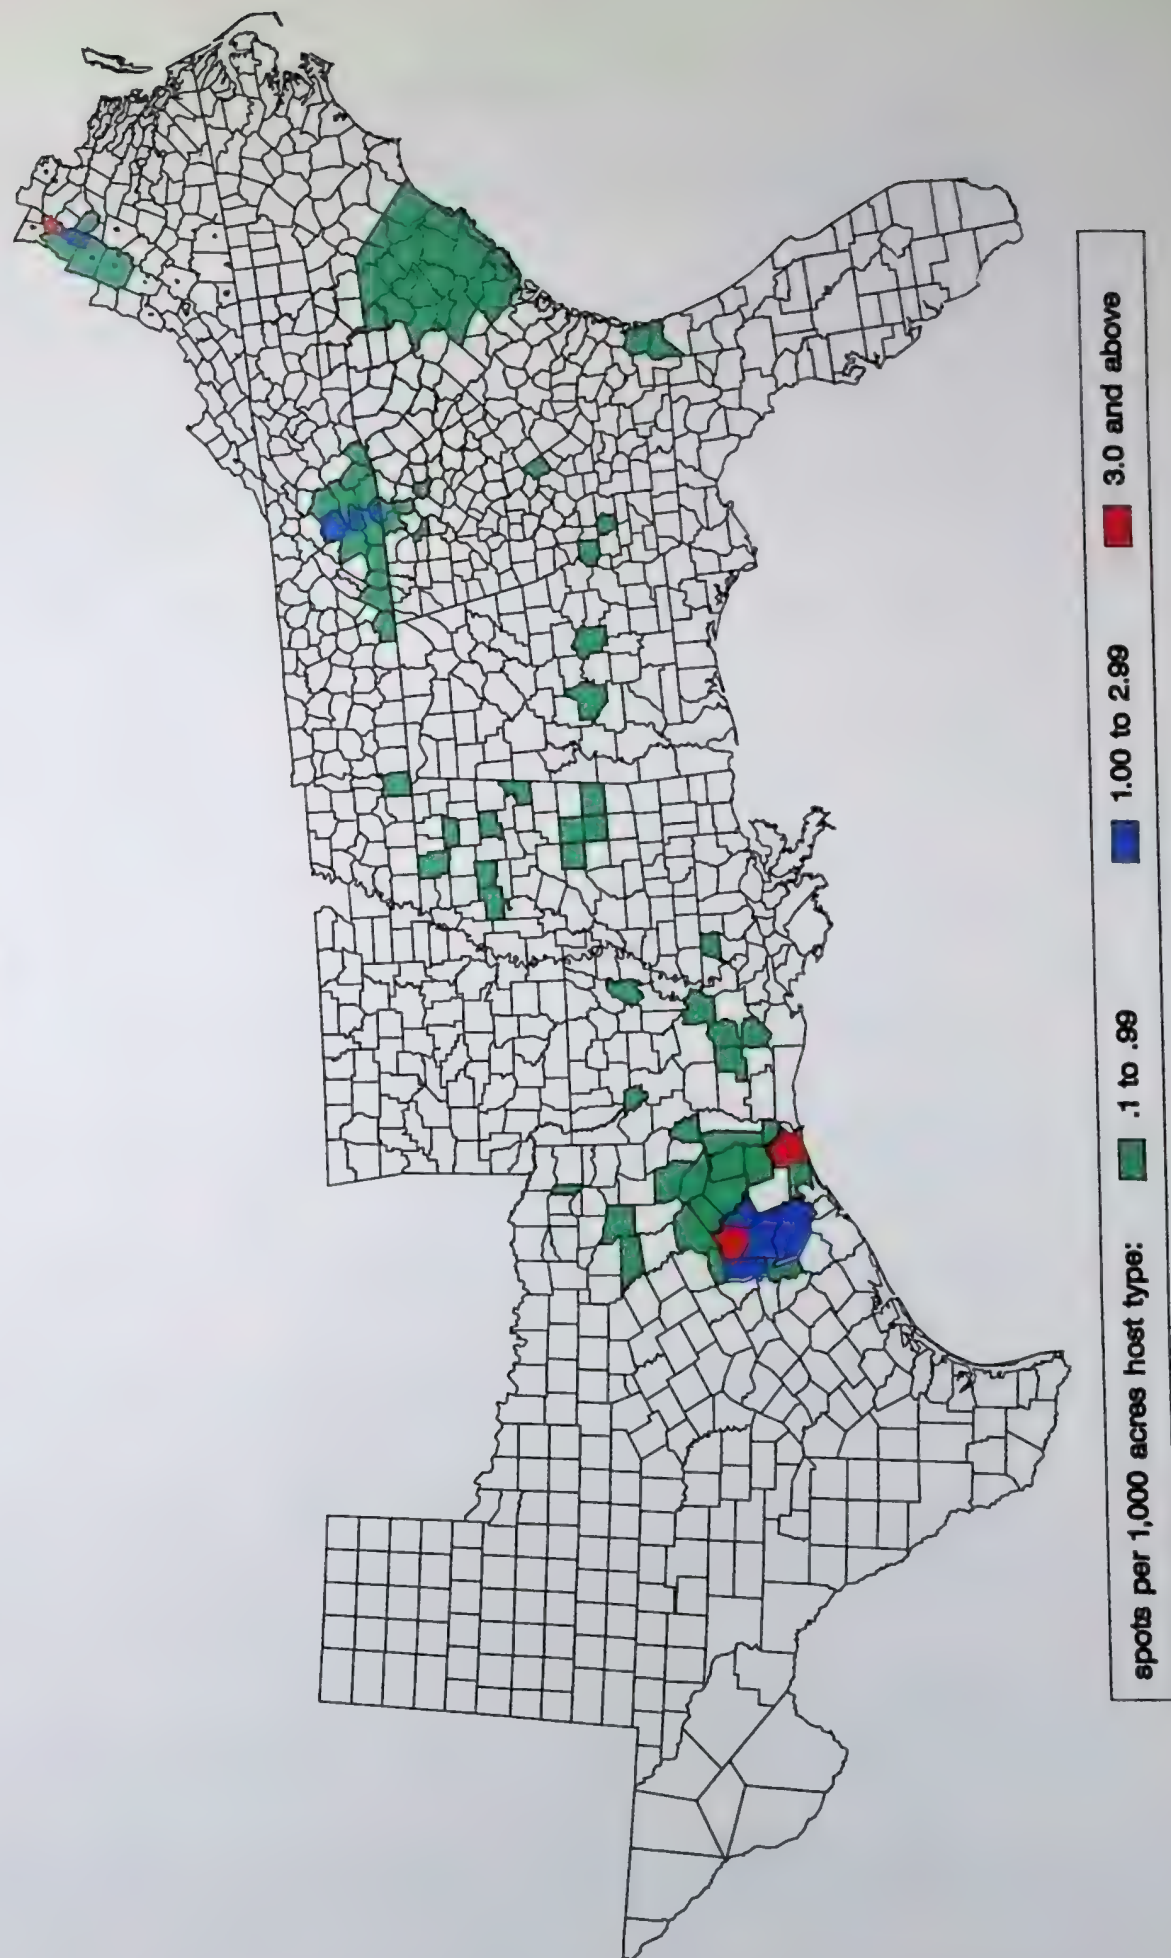 spots per 1,000 acres host type: .1 to .99 1.00 to 2.99 3.0 and above